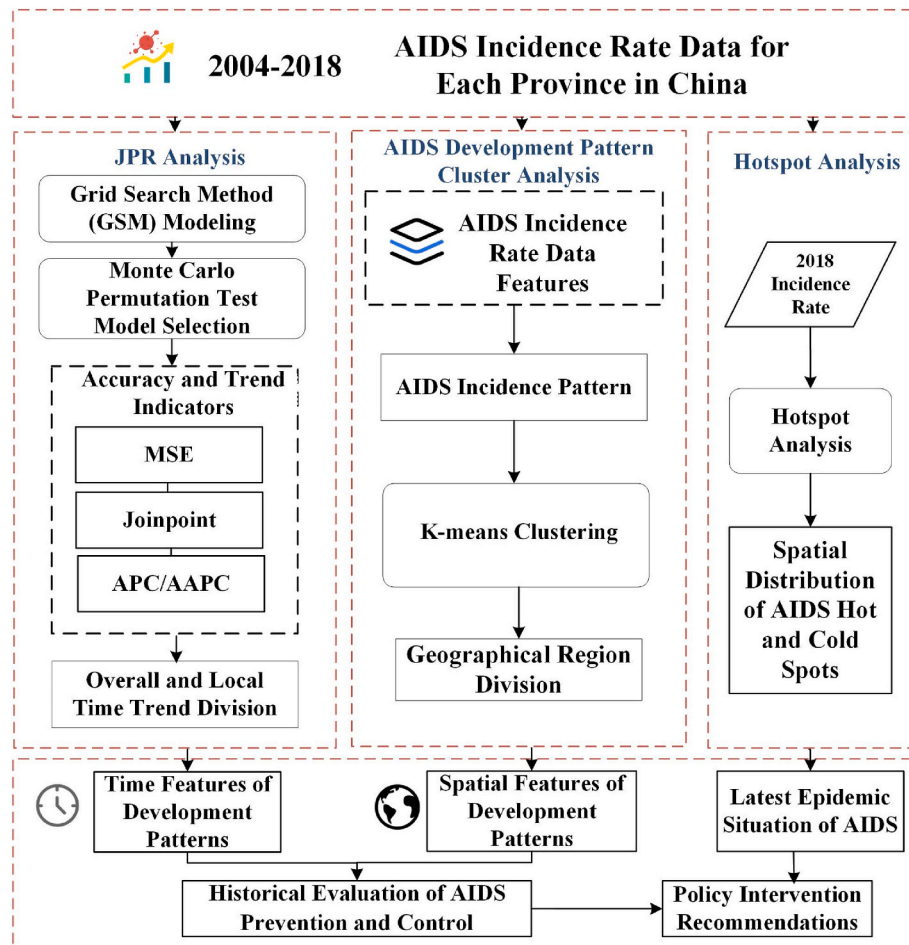 2004-2018
AIDS Incidence Rate Data for
Each Province in China
JPR Analysis
Grid Search Method
(GSM) Modeling
Monte Carlo
Permutation Test
Model Selection
Accuracy and Trend
Indicators
MSE
Joinpoint
APC/AAPC
Overall and Local
Time Trend Division
AIDS Development Pattern
Cluster Analysis
AIDS Incidence
Rate Data
Features
AIDS Incidence Pattern
K-means Clustering
Geographical Region
Division
Hotspot Analysis
2018
Incidence
Rate
Hotspot
Analysis
Spatial
Distribution
of AIDS Hot
and Cold
Spots
Time Features of
Development
Patterns
Spatial Features of
Development
Patterns
Latest Epidemic
Situation of AIDS
Historical Evaluation of AIDS
Prevention and Control
Policy Intervention
Recommendations